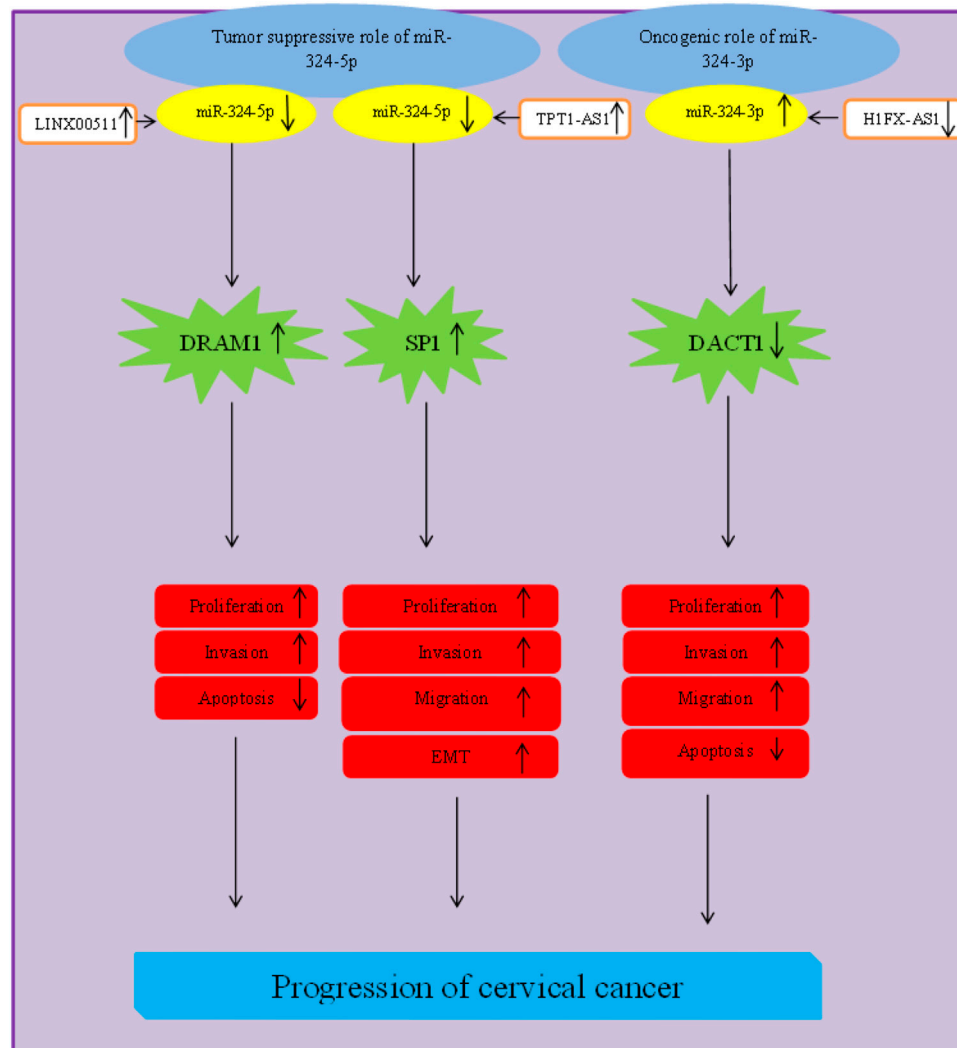 Tumor suppressive role of miR-
324-5p
Oncogenic role of miR-
324-3p
LINX00511↑
miR-324-5p ↓
miR-324-5p ↓
TPT1-AS1↑
miR-324-3p ↑
H1FX-AS1↓
DRAM1 ↑
SP1 ↑
DACT1 ↓
Proliferation ↑
Invasion ↑
Apoptosis ↓
Proliferation ↑
Invasion ↑
Migration ↑
EMT ↑
Proliferation ↑
Invasion ↑
Migration ↑
Apoptosis ↓
Progression of cervical cancer